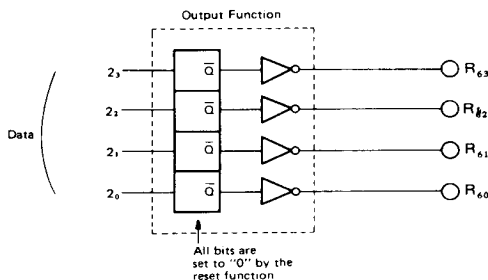 Output Function
2₃ Q̅ R₆₃
2₂ Q̅ R₆₂
Data
2₁ Q̅ R₆₁
2₀ Q̅ R₆₀
All bits are
set to "0" by the
reset function